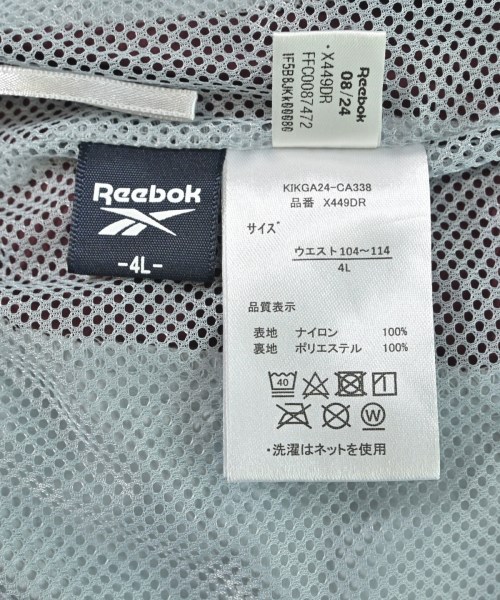 Reebok
08/24
・X449DR
FFC0087472
Reebok
-4L-
KIKGA24-CA338
品番 X449DR
サイズ
ウエスト104～114
4L
品質表示
表地 ナイロン 100%
裏地 ポリエステル 100%
40
W
・洗濯はネットを使用